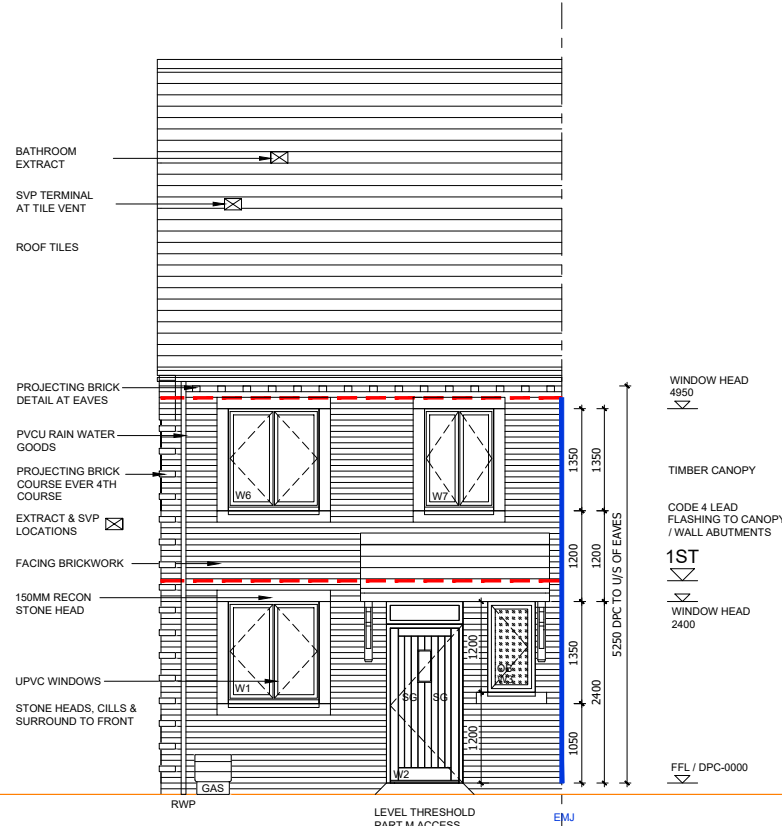 BATHROOM
EXTRACT
SVP TERMINAL
AT TILE VENT
ROOF TILES
PROJECTING BRICK
DETAIL AT EAVES
PVCU RAIN WATER
GOODS
PROJECTING BRICK
COURSE EVER 4TH
COURSE
EXTRACT & SVP
LOCATIONS
FACING BRICKWORK
150MM RECON
STONE HEAD
UPVC WINDOWS
STONE HEADS, CILLS &
SURROUND TO FRONT
W6
W7
W1
SG
SG
W2
GAS
RWP
LEVEL THRESHOLD
PART M ACCESS
EMJ
1200
1200
1350
1200
1350
1050
1350
1200
2400
5250 DPC TO U/S OF EAVES
WINDOW HEAD
4950
TIMBER CANOPY
CODE 4 LEAD
FLASHING TO CANOPY
/ WALL ABUTMENTS
1ST
WINDOW HEAD
2400
FFL / DPC-0000